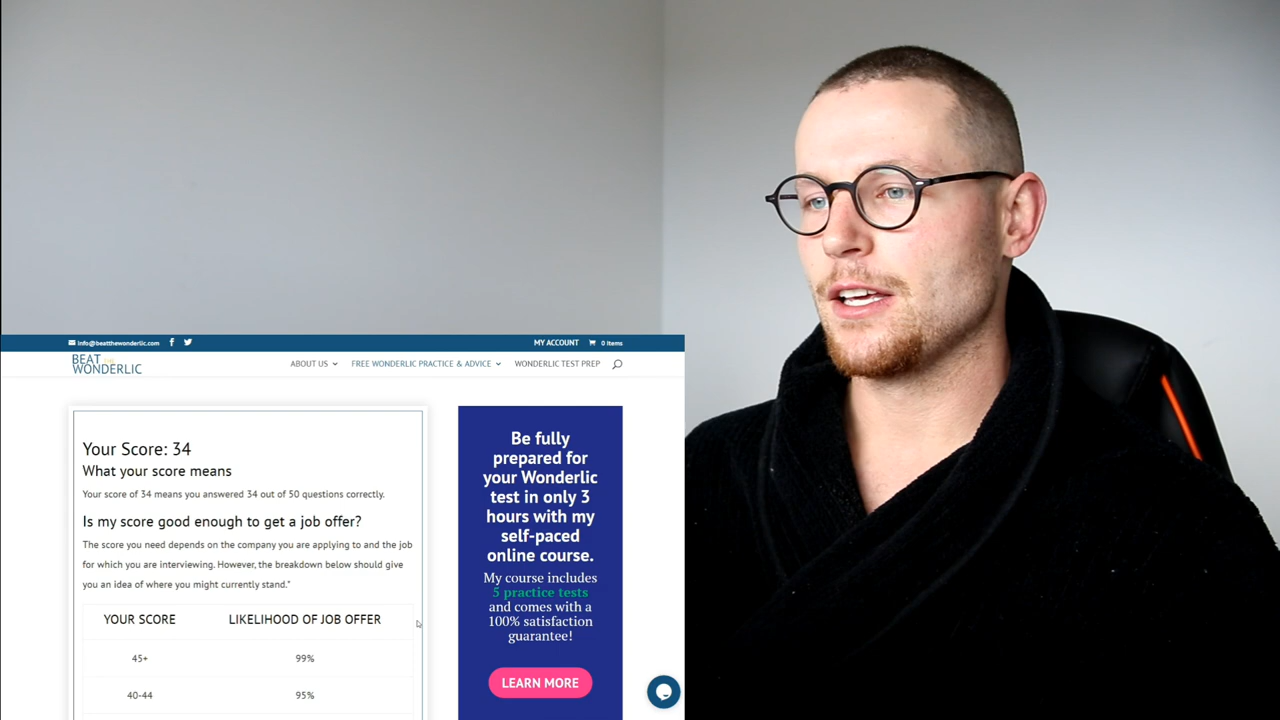 info@beatthewonderlic.com
MY ACCOUNT
0 Items
BEAT THE
WONDERLIC
ABOUT US
FREE WONDERLIC PRACTICE & ADVICE
WONDERLIC TEST PREP
Your Score: 34
What your score means
Your score of 34 means you answered 34 out of 50 questions correctly.
Is my score good enough to get a job offer?
The score you need depends on the company you are applying to and the job
for which you are interviewing. However, the breakdown below should give
you an idea of where you might currently stand.*
YOUR SCORE LIKELIHOOD OF JOB OFFER
45+ 99%
40-44 95%
Be fully
prepared for
your Wonderlic
test in only 3
hours with my
self-paced
online course.
My course includes
5 practice tests
and comes with a
100% satisfaction
guarantee!
LEARN MORE